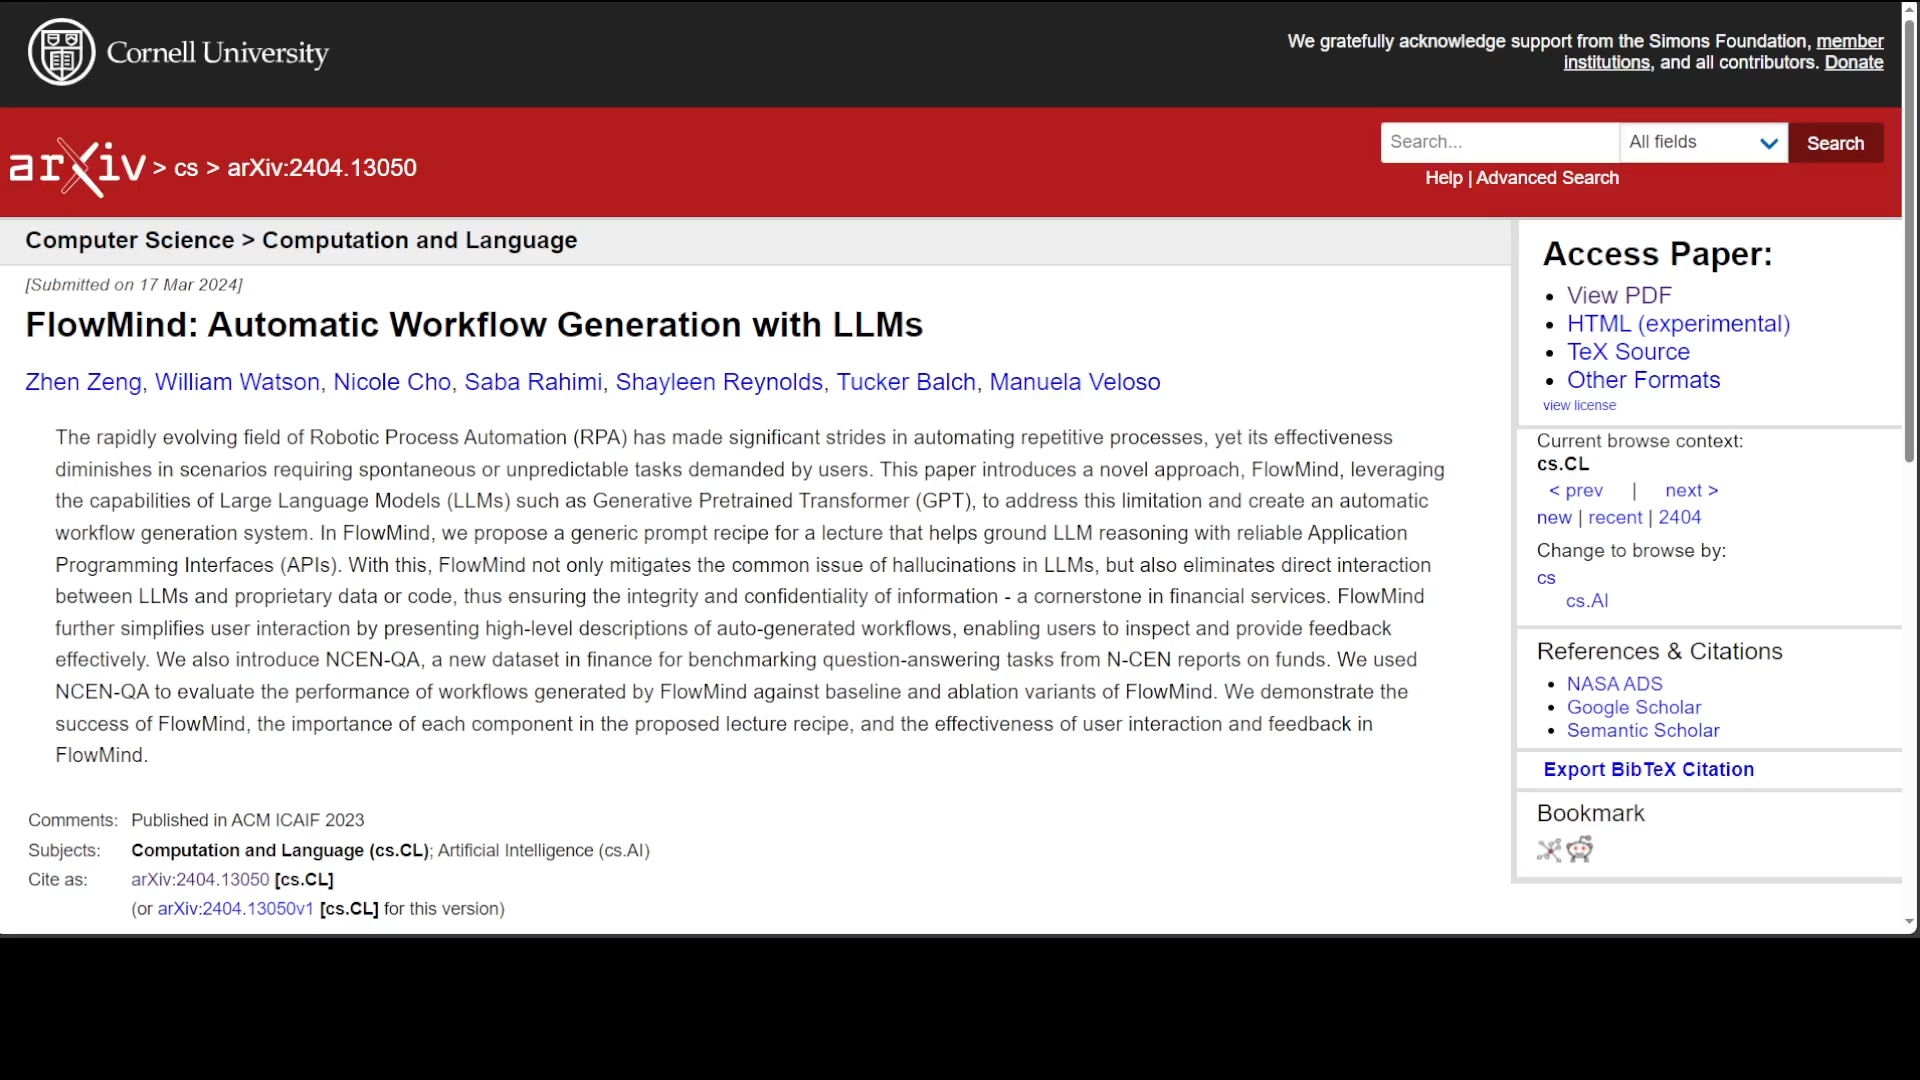 Cornell University
We gratefully acknowledge support from the Simons Foundation, member
institutions, and all contributors. Donate
arXiv > cs > arXiv:2404.13050
Search...
All fields
Search
Help | Advanced Search
Computer Science > Computation and Language
[Submitted on 17 Mar 2024]
FlowMind: Automatic Workflow Generation with LLMs
Zhen Zeng, William Watson, Nicole Cho, Saba Rahimi, Shayleen Reynolds, Tucker Balch, Manuela Veloso
The rapidly evolving field of Robotic Process Automation (RPA) has made significant strides in automating repetitive processes, yet its effectiveness
diminishes in scenarios requiring spontaneous or unpredictable tasks demanded by users. This paper introduces a novel approach, FlowMind, leveraging
the capabilities of Large Language Models (LLMs) such as Generative Pretrained Transformer (GPT), to address this limitation and create an automatic
workflow generation system. In FlowMind, we propose a generic prompt recipe for a lecture that helps ground LLM reasoning with reliable Application
Programming Interfaces (APIs). With this, FlowMind not only mitigates the common issue of hallucinations in LLMs, but also eliminates direct interaction
between LLMs and proprietary data or code, thus ensuring the integrity and confidentiality of information - a cornerstone in financial services. FlowMind
further simplifies user interaction by presenting high-level descriptions of auto-generated workflows, enabling users to inspect and provide feedback
effectively. We also introduce NCEN-QA, a new dataset in finance for benchmarking question-answering tasks from N-CEN reports on funds. We used
NCEN-QA to evaluate the performance of workflows generated by FlowMind against baseline and ablation variants of FlowMind. We demonstrate the
success of FlowMind, the importance of each component in the proposed lecture recipe, and the effectiveness of user interaction and feedback in
FlowMind.
Comments: Published in ACM ICAIF 2023
Subjects: Computation and Language (cs.CL); Artificial Intelligence (cs.AI)
Cite as: arXiv:2404.13050 [cs.CL]
(or arXiv:2404.13050v1 [cs.CL] for this version)
Access Paper:
View PDF
HTML (experimental)
TeX Source
Other Formats
view license
Current browse context:
cs.CL
< prev | next >
new | recent | 2404
Change to browse by:
cs
cs.AI
References & Citations
NASA ADS
Google Scholar
Semantic Scholar
Export BibTeX Citation
Bookmark